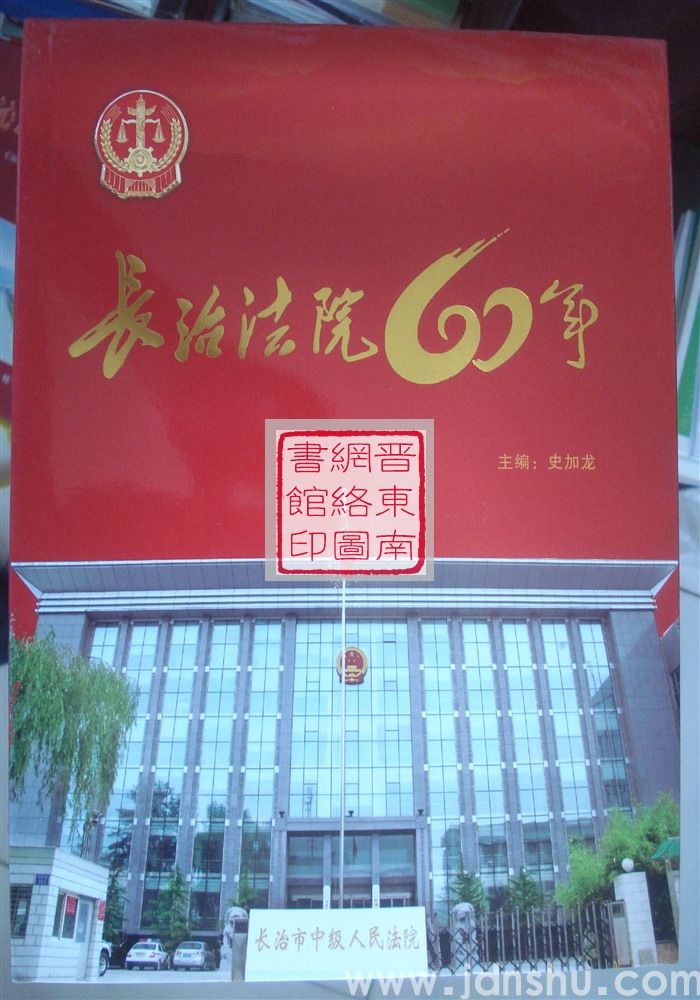 長治法院60年
主编：史加龙
晋東南
網絡圖
書館印
长治市中级人民法院
www.jdnshu.com